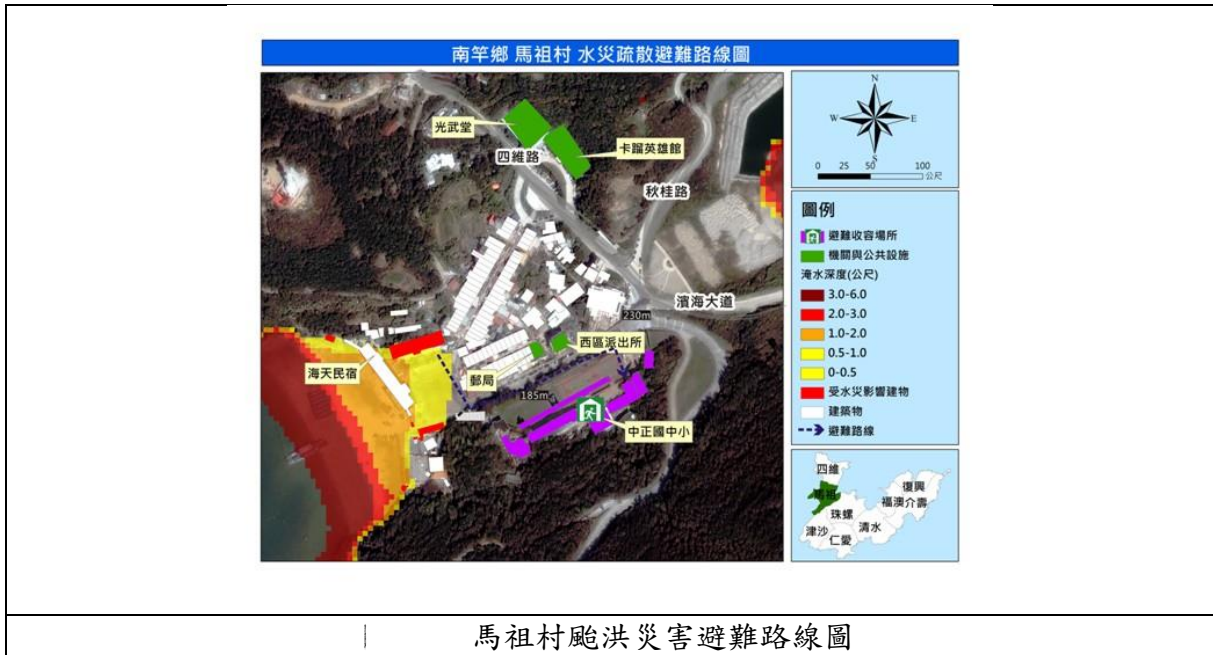 南竿鄉 馬祖村 水災疏散避難路線圖
光武堂
四維路
卡蹓英雄館
秋桂路
濱海大道
230m
西區派出所
海天民宿
郵局
185m
中正國中小
N
W
E
S
0 25 50 100
公尺
圖例
避難收容場所
機關與公共設施
淹水深度(公尺)
3.0-6.0
2.0-3.0
1.0-2.0
0.5-1.0
0-0.5
受水災影響建物
建築物
避難路線
四維
馬祖
復興
福澳
介壽
珠螺
清水
津沙
仁愛
馬祖村颱洪災害避難路線圖